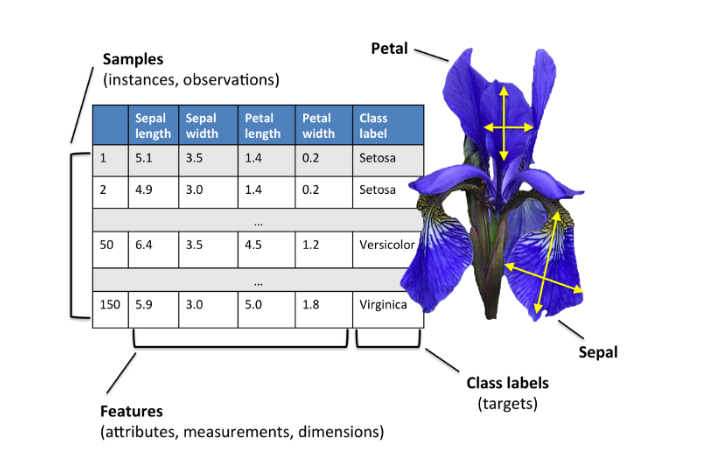 Samples
(instances, observations)
Petal
Sepal length Sepal width Petal length Petal width Class label
1 5.1 3.5 1.4 0.2 Setosa
2 4.9 3.0 1.4 0.2 Setosa
...
50 6.4 3.5 4.5 1.2 Versicolor
...
150 5.9 3.0 5.0 1.8 Virginica
Sepal
Class labels
(targets)
Features
(attributes, measurements, dimensions)